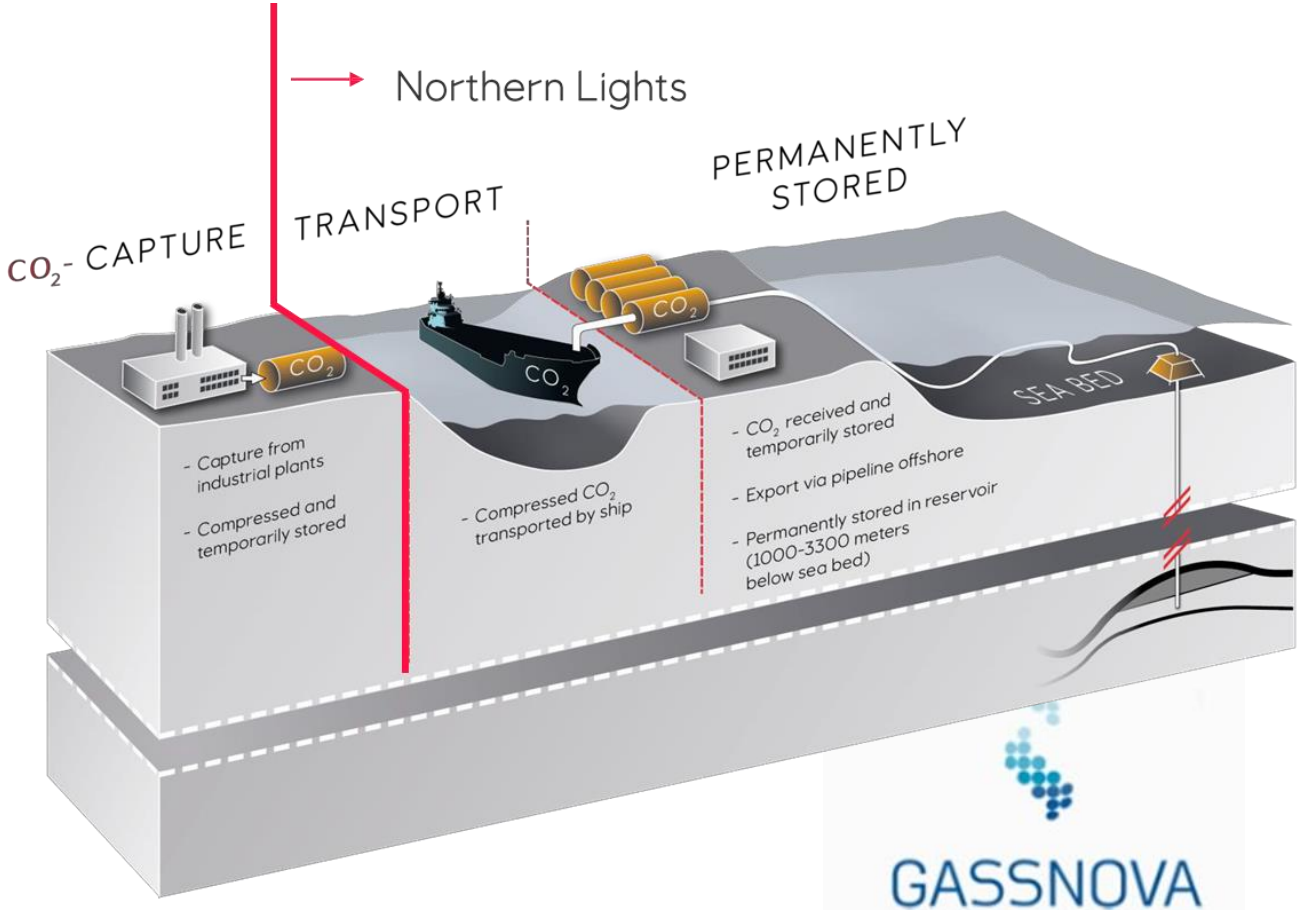 Northern Lights
PERMANENTLY
STORED
TRANSPORT
CO₂- CAPTURE
CO₂
CO₂
CO₂
SEA BED
- Capture from
industrial plants
- Compressed and
temporarily stored
- Compressed CO₂
transported by ship
- CO₂ received and
temporarily stored
- Export via pipeline offshore
- Permanently stored in reservoir
(1000-3300 meters
below sea bed)
GASSNOVA